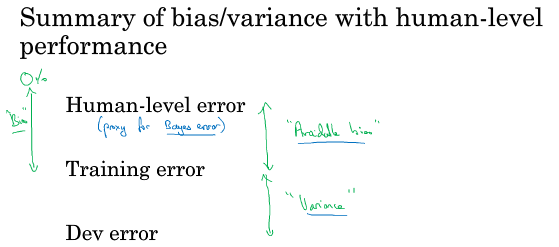 Summary of bias/variance with human-level
performance
0%
"Bias"
Human-level error
(proxy for Bayes error)
"Avoidable bias"
Training error
"Variance"
Dev error